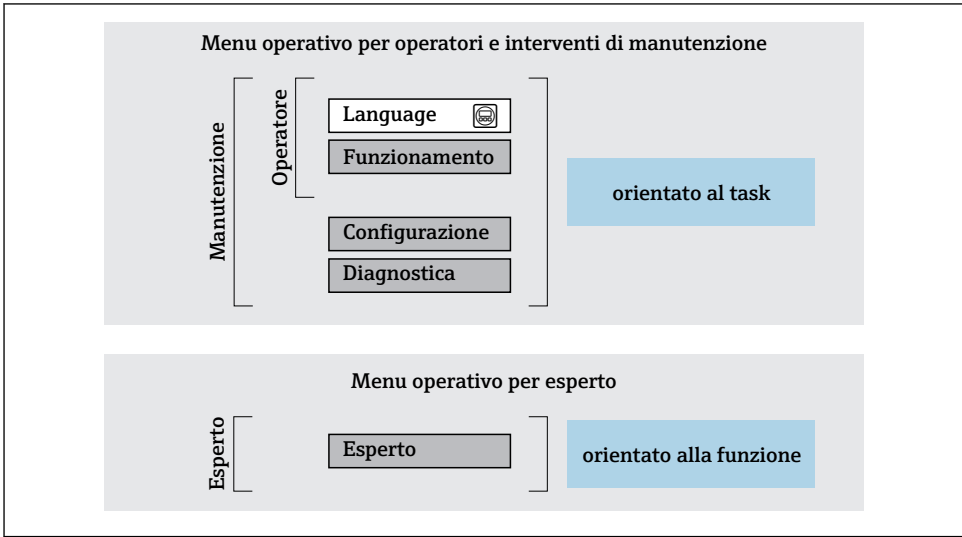 Menu operativo per operatori e interventi di manutenzione
Manutenzione
Operatore
Language
Funzionamento
Configurazione
Diagnostica
orientato al task
Menu operativo per esperto
Esperto
Esperto
orientato alla funzione